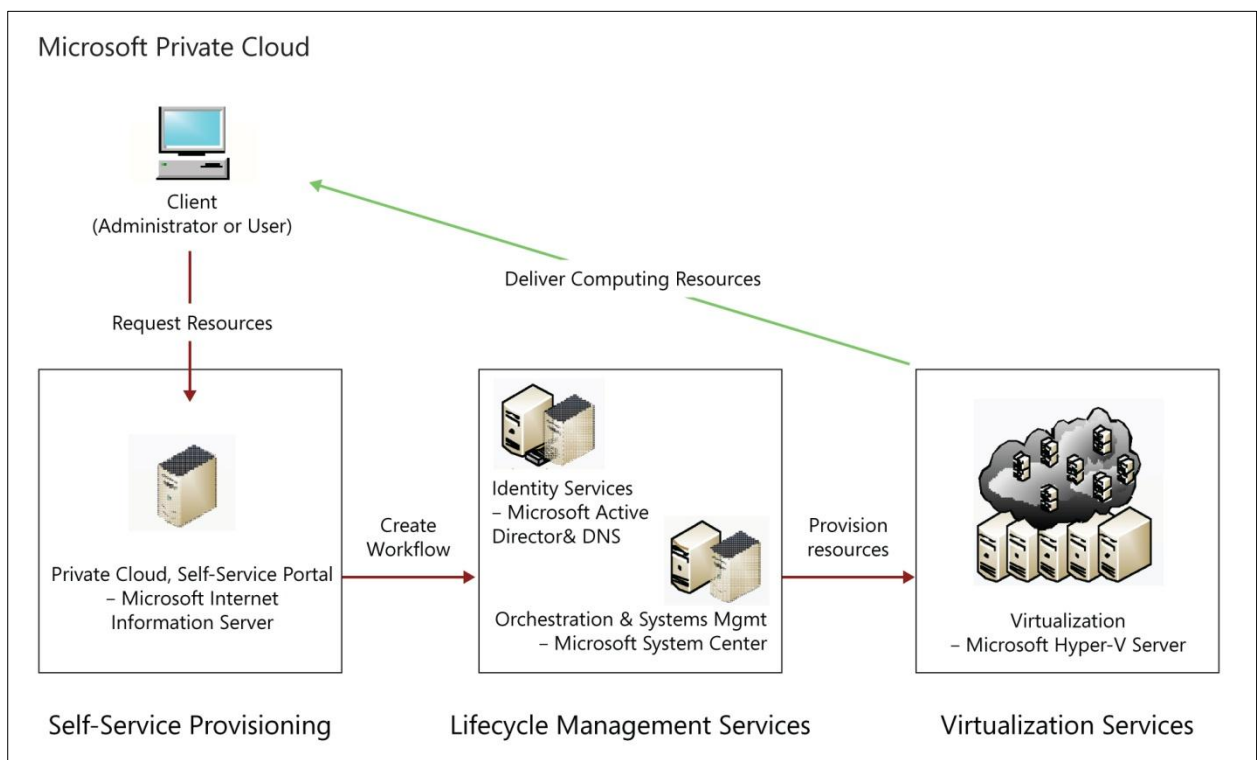 Microsoft Private Cloud
Client
(Administrator or User)
Deliver Computing Resources
Request Resources
Private Cloud, Self-Service Portal
– Microsoft Internet
Information Server
Create
Workflow
Identity Services
– Microsoft Active
Director& DNS
Orchestration & Systems Mgmt
– Microsoft System Center
Provision
resources
Virtualization
– Microsoft Hyper-V Server
Self-Service Provisioning
Lifecycle Management Services
Virtualization Services